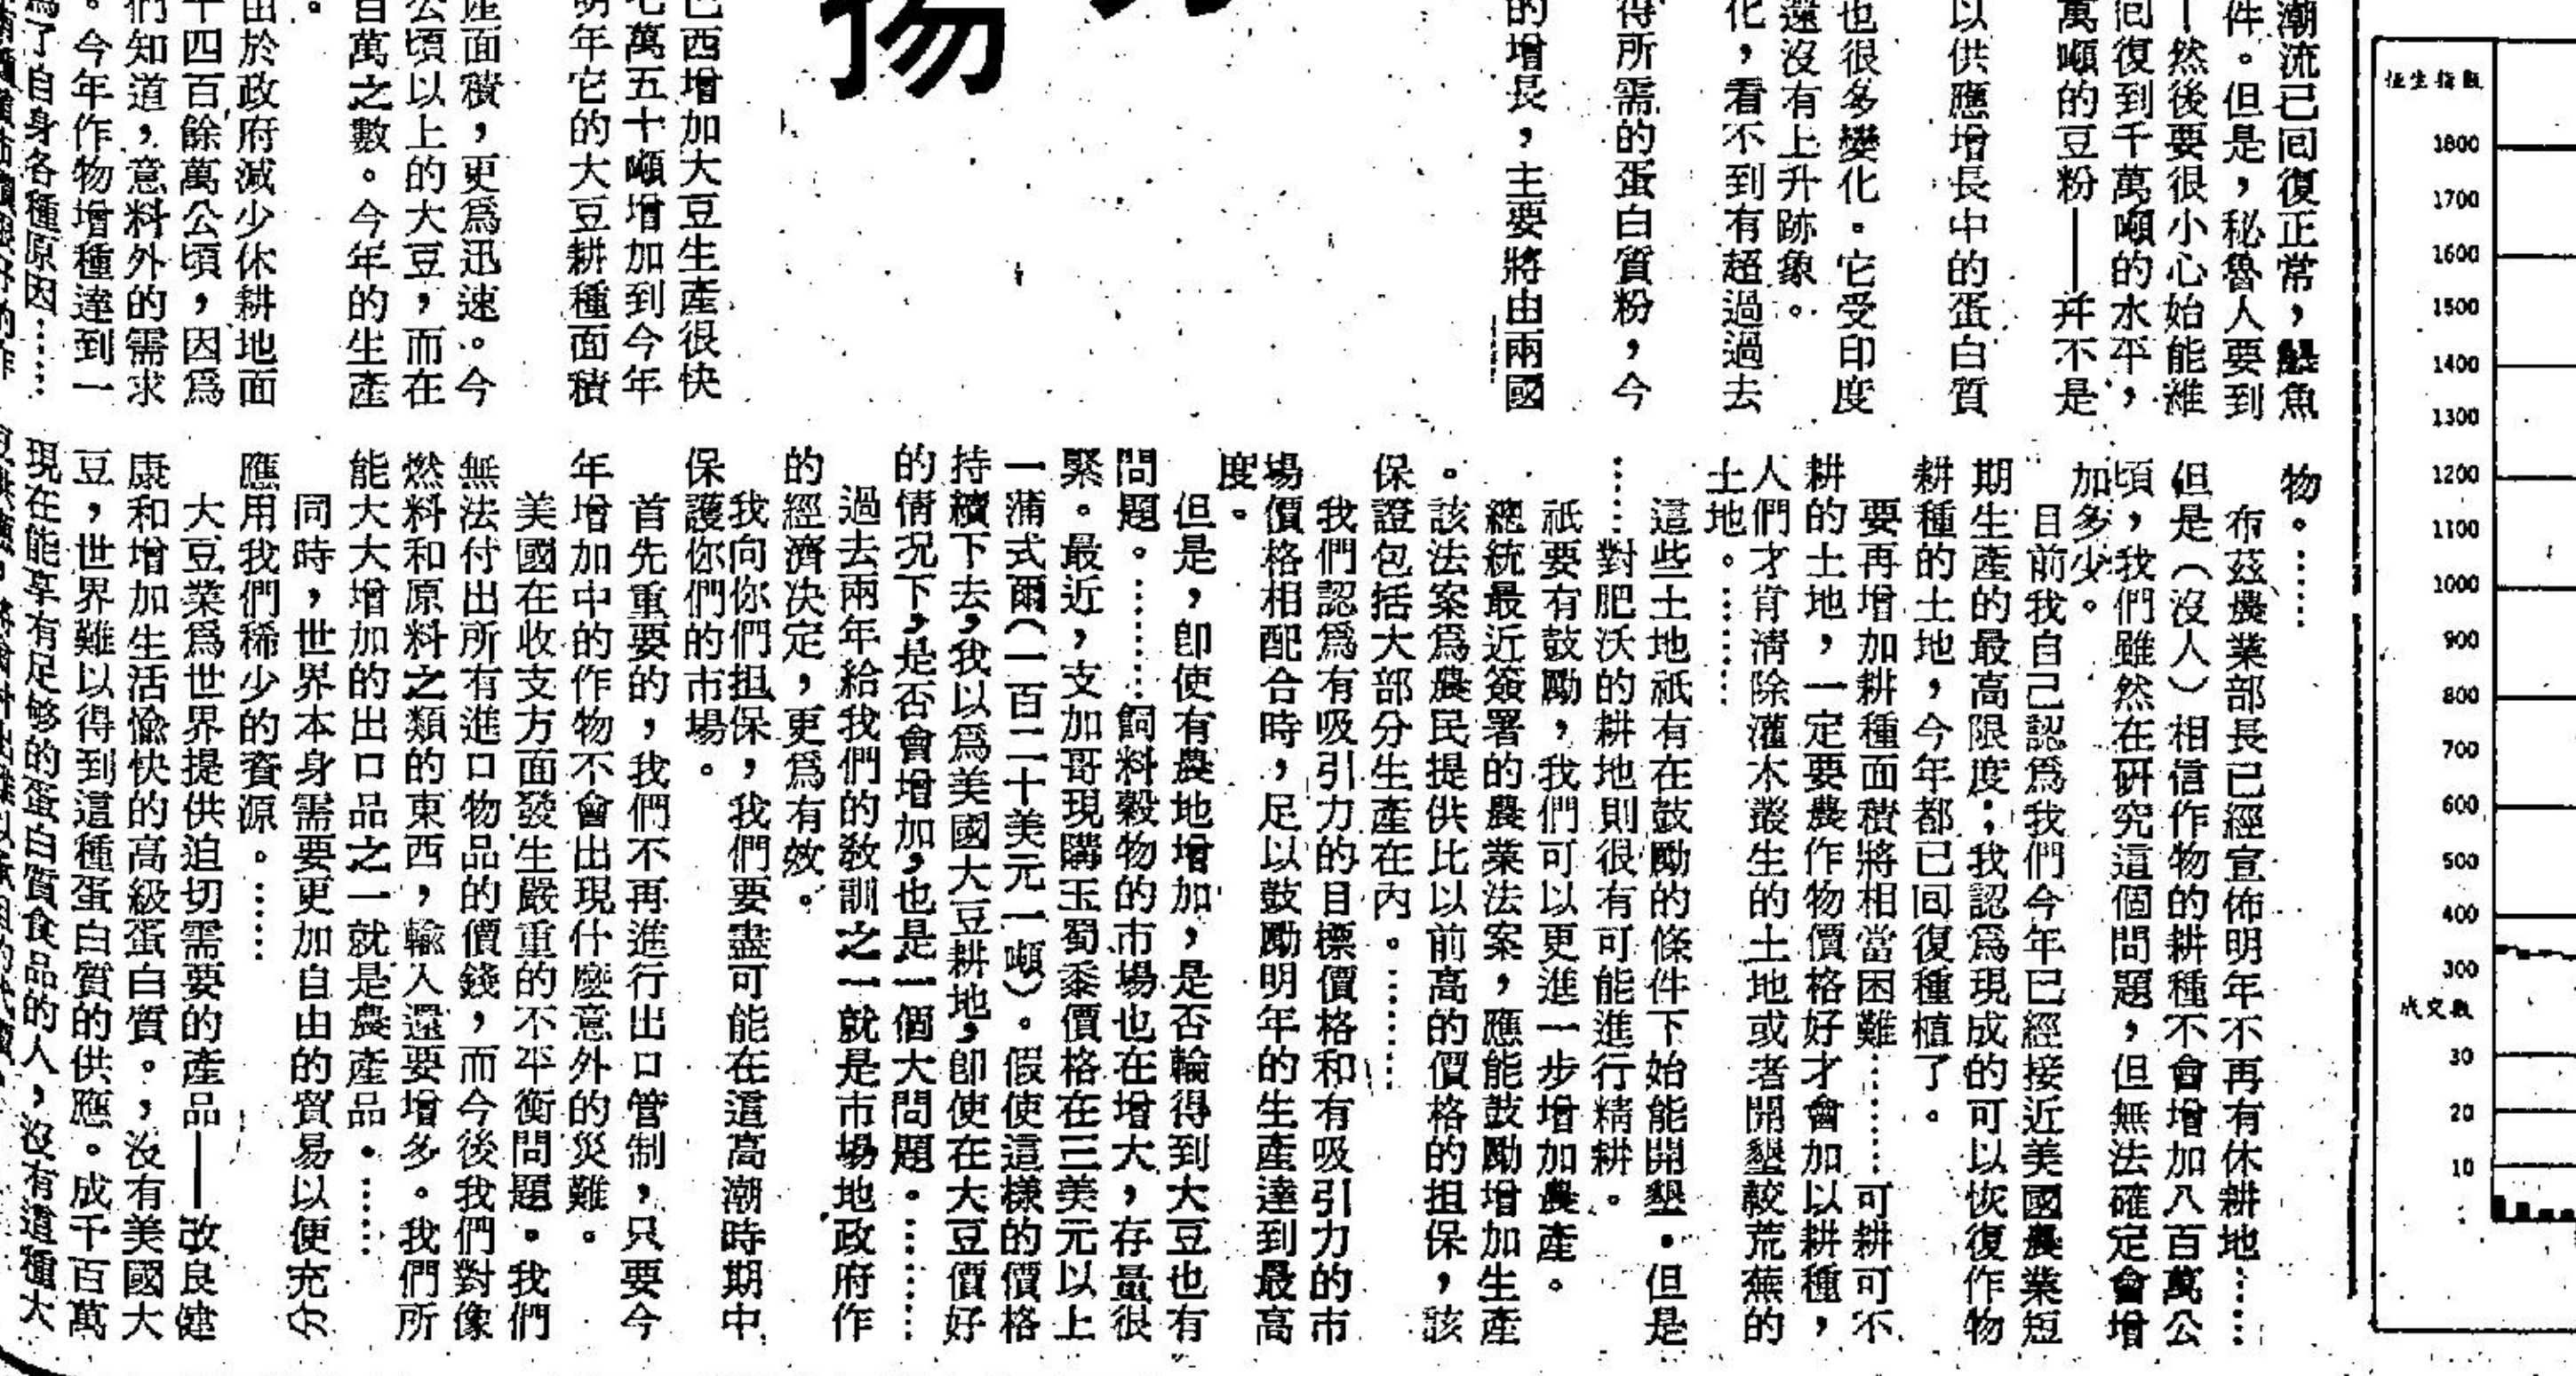 潮流已囘復正常，鯷魚
件。但是，秘魯人要到
—然後要很小心始能維
囘復到千萬噸的水平，
萬噸的豆粉——幷不是
以供應增長中的蛋白質
也很多變化。它受印度
還沒有上升跡象。
化，看不到有超過過去
得所需的蛋白質粉，今
的增長，主要將由兩國
揚
巴西增加大豆生產很快
七萬五十噸增加到今年
明年它的大豆耕種面積
產面積，更爲迅速。今
公頃以上的大豆，而在
百萬之數。今年的生產
。
由於政府減少休耕地面
千四百餘萬公頃，因爲
們知道，意料外的需求
。今年作物增種達到一
爲了自身各種原因……
物。……
布茲農業部長已經宣佈明年不再有休耕地……
但是（沒人）相信作物的耕種不會增加八百萬公
頃，我們雖然在硏究這個問題，但無法確定會增
加多少。
目前我自己認爲我們今年已經接近美國農業短
期生產的最高限度；我認爲現成的可以恢復作物
耕種的土地，今年都已囘復種植了。
要再增加耕種面積將相當困難……可耕可不
耕的土地，一定要農作物價格好才會加以耕種，
人們才肯清除灌木叢生的土地或者開墾較荒蕪的
土地。……
這些土地祇有在鼓勵的條件下始能開墾。但是
……對肥沃的耕地則很有可能進行精耕。
祇要有鼓勵，我們可以更進一步增加農產。
總統最近簽署的農業法案，應能鼓勵增加生產
。該法案爲農民提供比以前高的價格的担保，該
保證包括大部分生產在內。……
我們認爲有吸引力的目標價格和有吸引力的市
場價格相配合時，足以鼓勵明年的生產達到最高
度。
但是，卽使有農地增加，是否輪得到大豆也有
問題。……飼料穀物的市場也在增大，存量很
緊。最近，支加哥現購玉蜀黍價格在三美元以上
一蒲式爾（一百二十美元一噸）。假使這樣的價格
持續下去，我以爲美國大豆耕地，卽使在大豆價好
的情况下，是否會增加，也是一個大問題。……
過去兩年給我們的敎訓之一就是市場地政府作
的經濟决定，更爲有效。
我向你們担保，我們要盡可能在這高潮時期中
保護你們的市場。
首先重要的，我們不再進行出口管制，只要今
年增加中的作物不會出現什麼意外的災難。
美國在收支方面發生嚴重的不平衡問題。我們
無法付出所有進口物品的價錢，而今後我們對像
燃料和原料之類的東西，輸入還要增多。我們所
能大大增加的出口品之一就是農產品。……
同時，世界本身需要更加自由的貿易以便充分
應用我們稀少的資源。……
大豆業爲世界提供迫切需要的產品——改良健
康和增加生活愉快的高級蛋白質。，沒有美國大
豆，世界難以得到這種蛋白質的供應。成千百萬
現在能享有足够的蛋白質食品的人，沒有這種大
恒生指數
1800
1700
1600
1500
1400
1300
1200
1100
1000
900
800
700
600
500
400
300
成交數
30
20
10